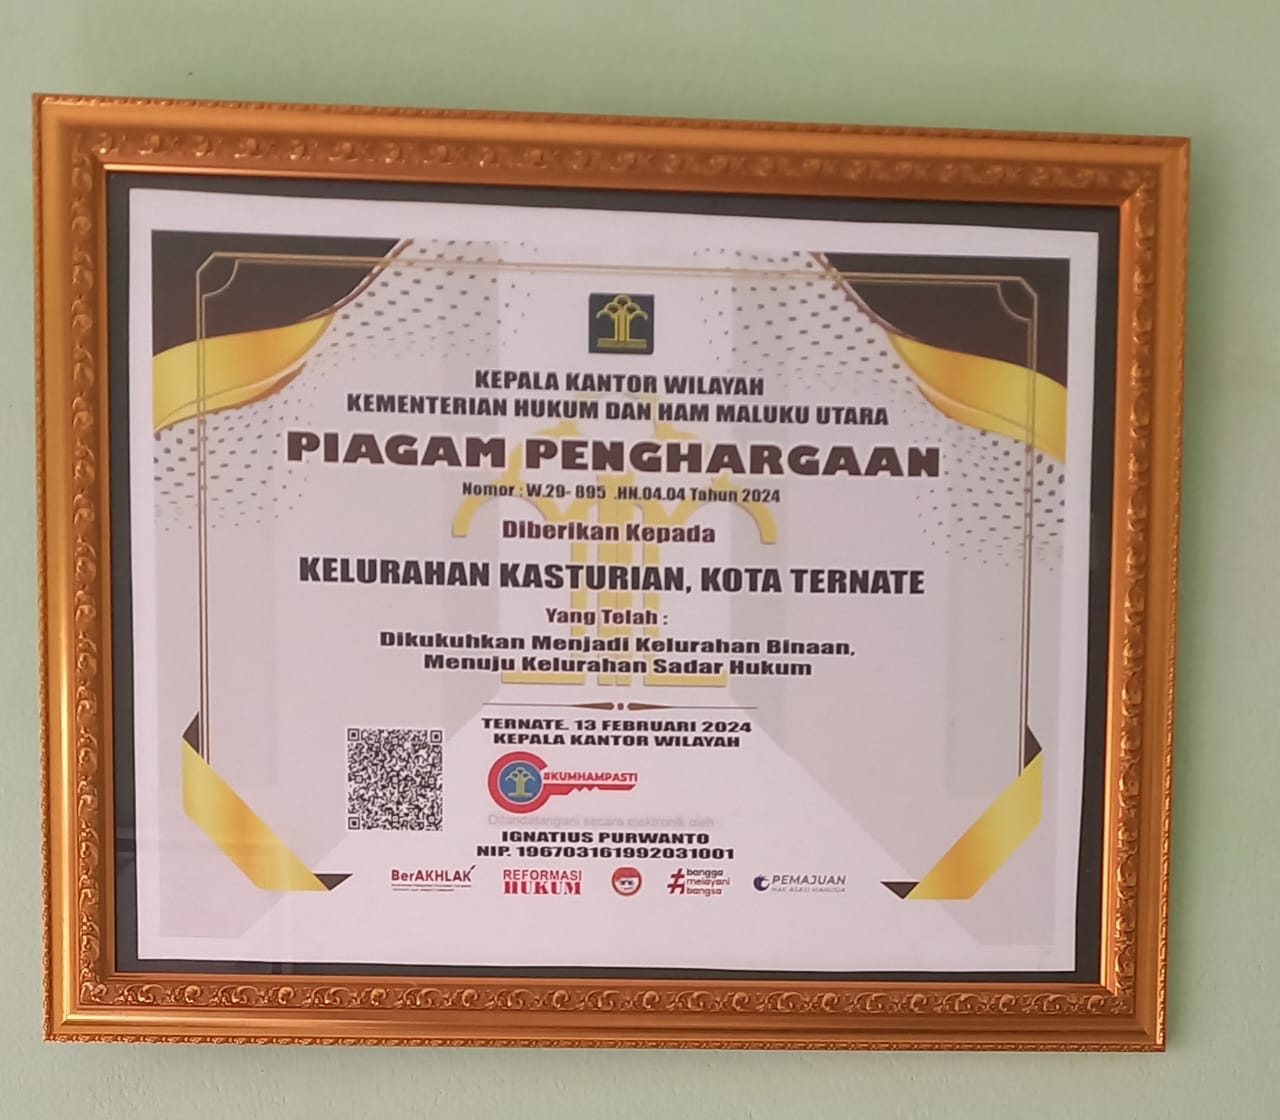 KEPALA KANTOR WILAYAH
KEMENTERIAN HUKUM DAN HAM MALUKU UTARA
PIAGAM PENGHARGAAN
Nomor : W.29- 895 .HN.04.04 Tahun 2024
Diberikan Kepada
KELURAHAN KASTURIAN, KOTA TERNATE
Yang Telah :
Dikukuhkan Menjadi Kelurahan Binaan,
Menuju Kelurahan Sadar Hukum
TERNATE. 13 FEBRUARI 2024
KEPALA KANTOR WILAYAH
#KUMHAMPASTI
Ditandatangani secara elektronik oleh :
IGNATIUS PURWANTO
NIP. 196703161992031001
BerAKHLAK
REFORMASI
HUKUM
# bangga
melayani
bangsa
PEMAJUAN
HAK ASASI MANUSIA